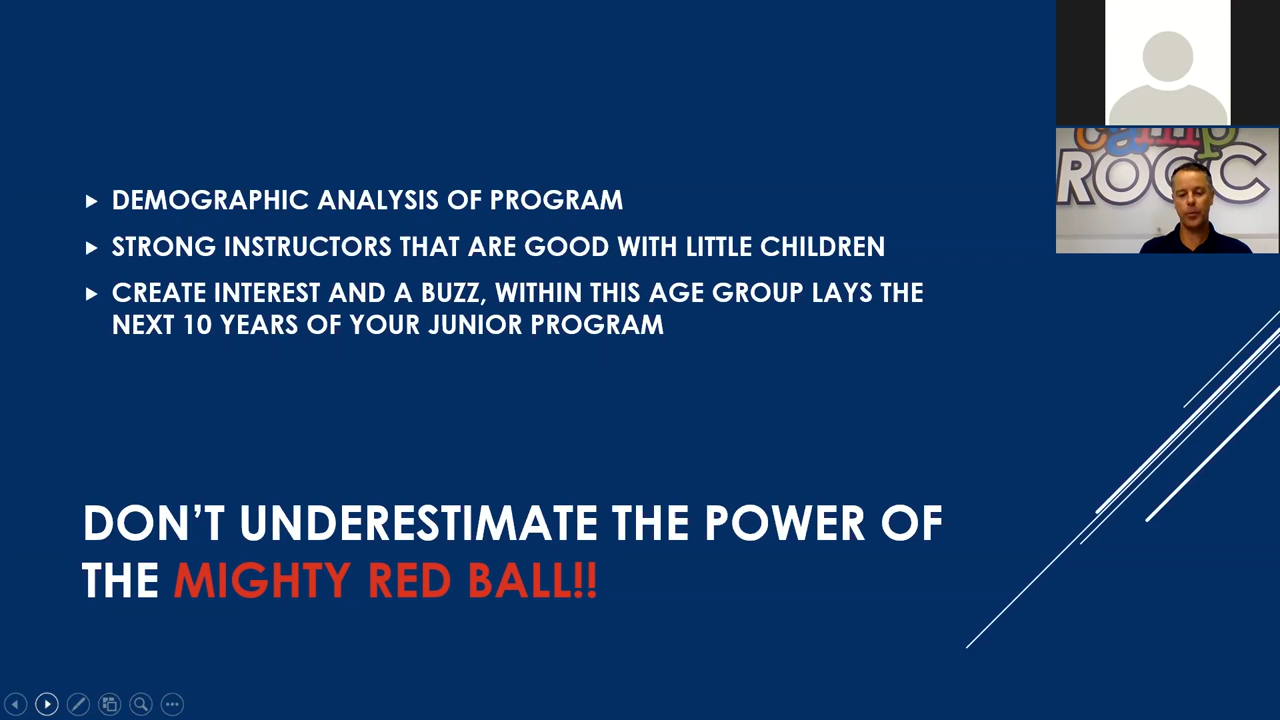 DEMOGRAPHIC ANALYSIS OF PROGRAM
STRONG INSTRUCTORS THAT ARE GOOD WITH LITTLE CHILDREN
CREATE INTEREST AND A BUZZ, WITHIN THIS AGE GROUP LAYS THE
NEXT 10 YEARS OF YOUR JUNIOR PROGRAM
DON'T UNDERESTIMATE THE POWER OF
THE MIGHTY RED BALL!!
camp
ROCC